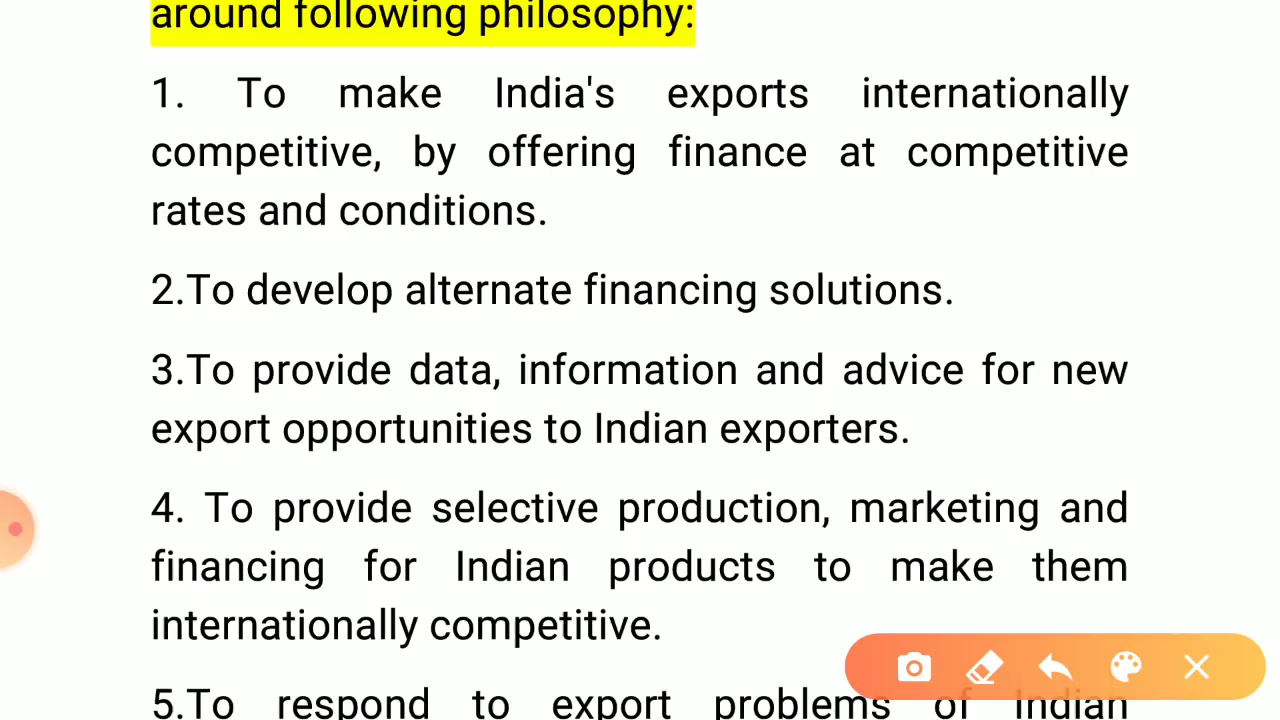 around following philosophy:
1. To make India's exports internationally
competitive, by offering finance at competitive
rates and conditions.
2.To develop alternate financing solutions.
3.To provide data, information and advice for new
export opportunities to Indian exporters.
4. To provide selective production, marketing and
financing for Indian products to make them
internationally competitive.
5.To respond to export problems of Indian